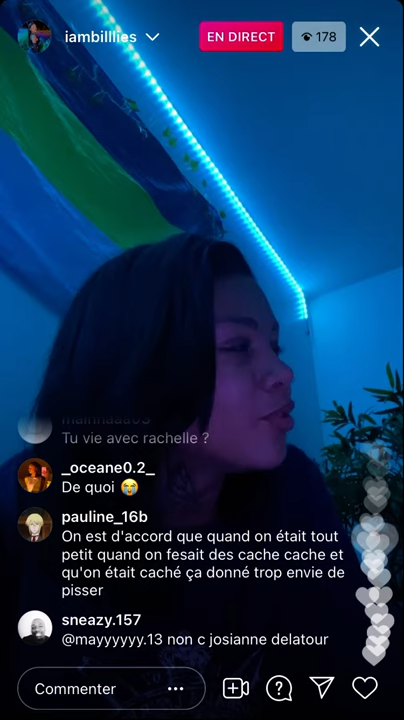 iambilllies
EN DIRECT
178
Tu vie avec rachelle ?
_oceane0.2_
De quoi 😭
pauline_16b
On est d'accord que quand on était tout
petit quand on fesait des cache cache et
qu'on était caché ça donné trop envie de
pisser
sneazy.157
@mayyyyyy.13 non c josianne delatour
Commenter